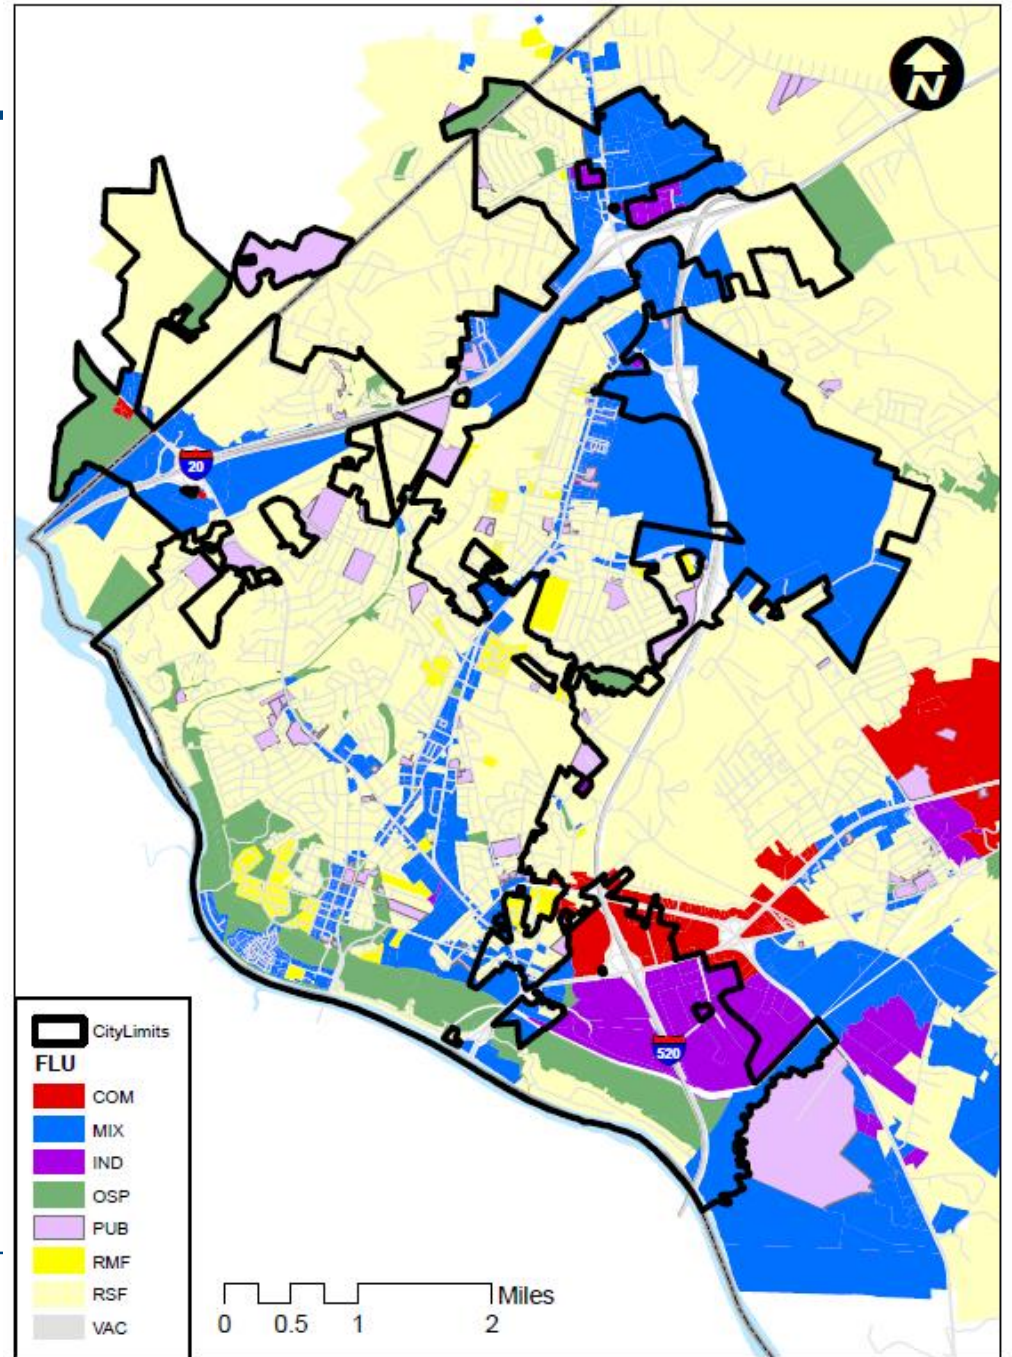 N
20
520
CityLimits
FLU
COM
MIX
IND
OSP
PUB
RMF
RSF
VAC
Miles
0 0.5 1 2